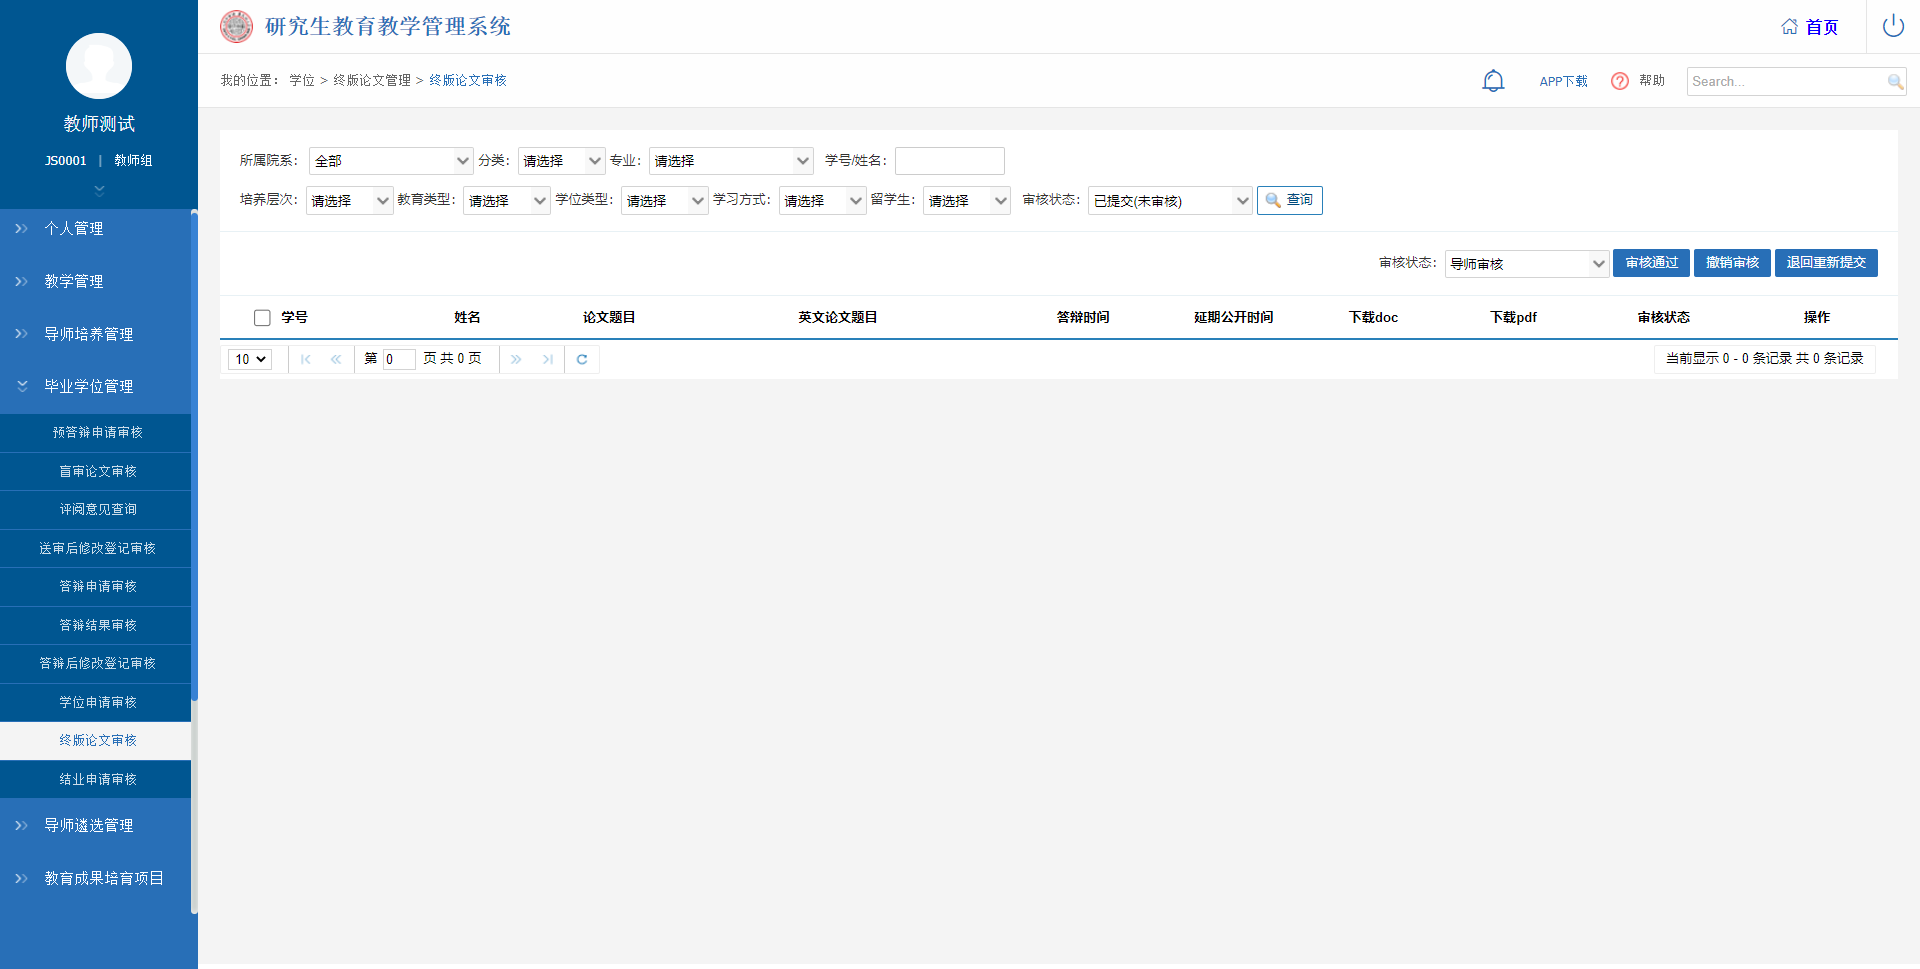 研究生教育教学管理系统
首页
教师测试
JS0001 | 教师组
我的位置： 学位 > 终版论文管理 > 终版论文审核
APP下载
帮助
Search...
个人管理
教学管理
导师培养管理
毕业学位管理
预答辩申请审核
盲审论文审核
评阅意见查询
送审后修改登记审核
答辩申请审核
答辩结果审核
答辩后修改登记审核
学位申请审核
终版论文审核
结业申请审核
导师遴选管理
教育成果培育项目
所属院系： 全部 分类： 请选择 专业： 请选择 学号/姓名：
培养层次： 请选择 教育类型： 请选择 学位类型： 请选择 学习方式： 请选择 留学生： 请选择 审核状态： 已提交(未审核) 查询
审核状态： 导师审核 审核通过 撤销审核 退回重新提交
学号 姓名 论文题目 英文论文题目 答辩时间 延期公开时间 下载doc 下载pdf 审核状态 操作
10 第 0 页 共 0 页 当前显示 0 - 0 条记录 共 0 条记录